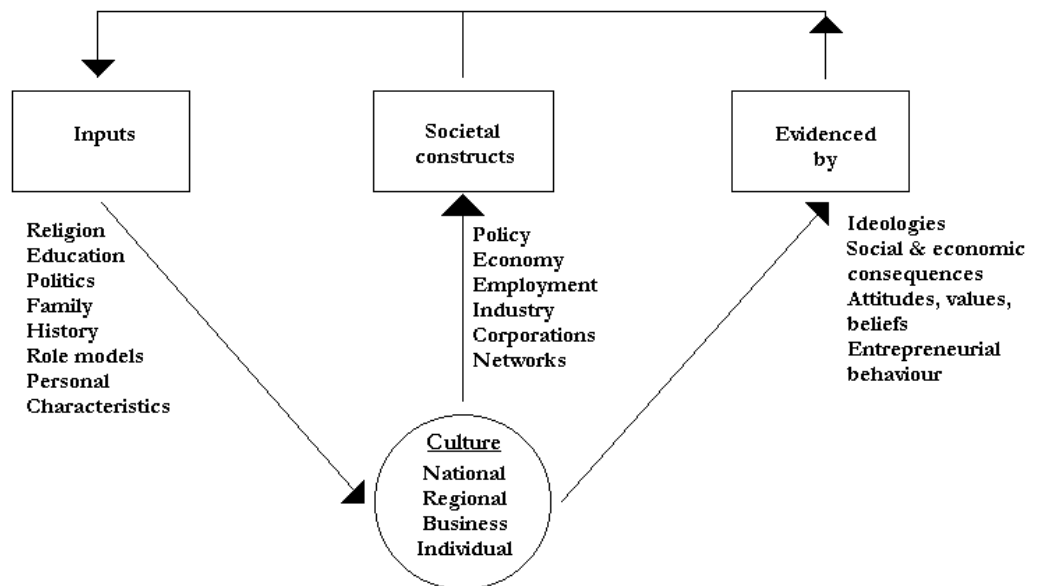 Inputs
Societal
constructs
Evidenced
by
Religion
Education
Politics
Family
History
Role models
Personal
Characteristics
Policy
Economy
Employment
Industry
Corporations
Networks
Ideologies
Social & economic
consequences
Attitudes, values,
beliefs
Entrepreneurial
behaviour
Culture
National
Regional
Business
Individual